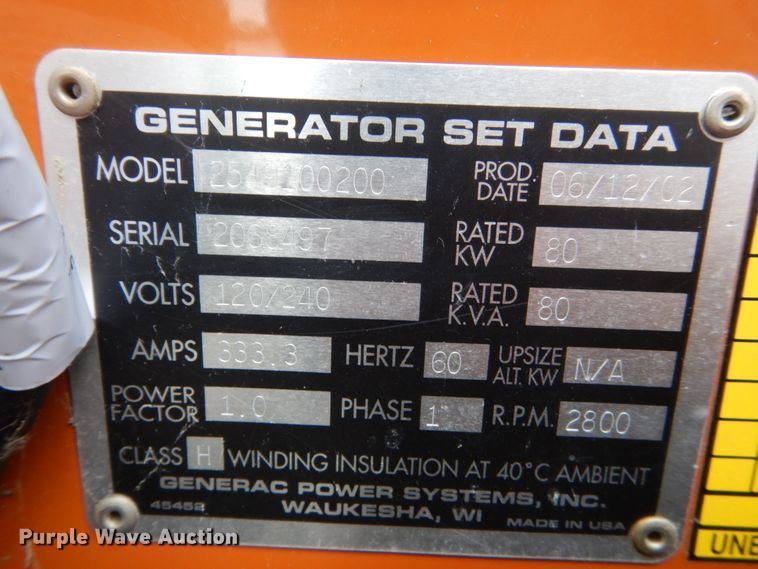 GENERATOR SET DATA
MODEL PROD. DATE 06/12/02
SERIAL RATED KW 80
VOLTS 120/240 RATED K.V.A. 80
AMPS 333.3 HERTZ 60 UPSIZE ALT. KW N/A
POWER FACTOR 1.0 PHASE 1 R.P.M. 2800
CLASS H WINDING INSULATION AT 40°C AMBIENT
GENERAC POWER SYSTEMS, INC.
45452 WAUKESHA, WI MADE IN USA
Purple Wave Auction